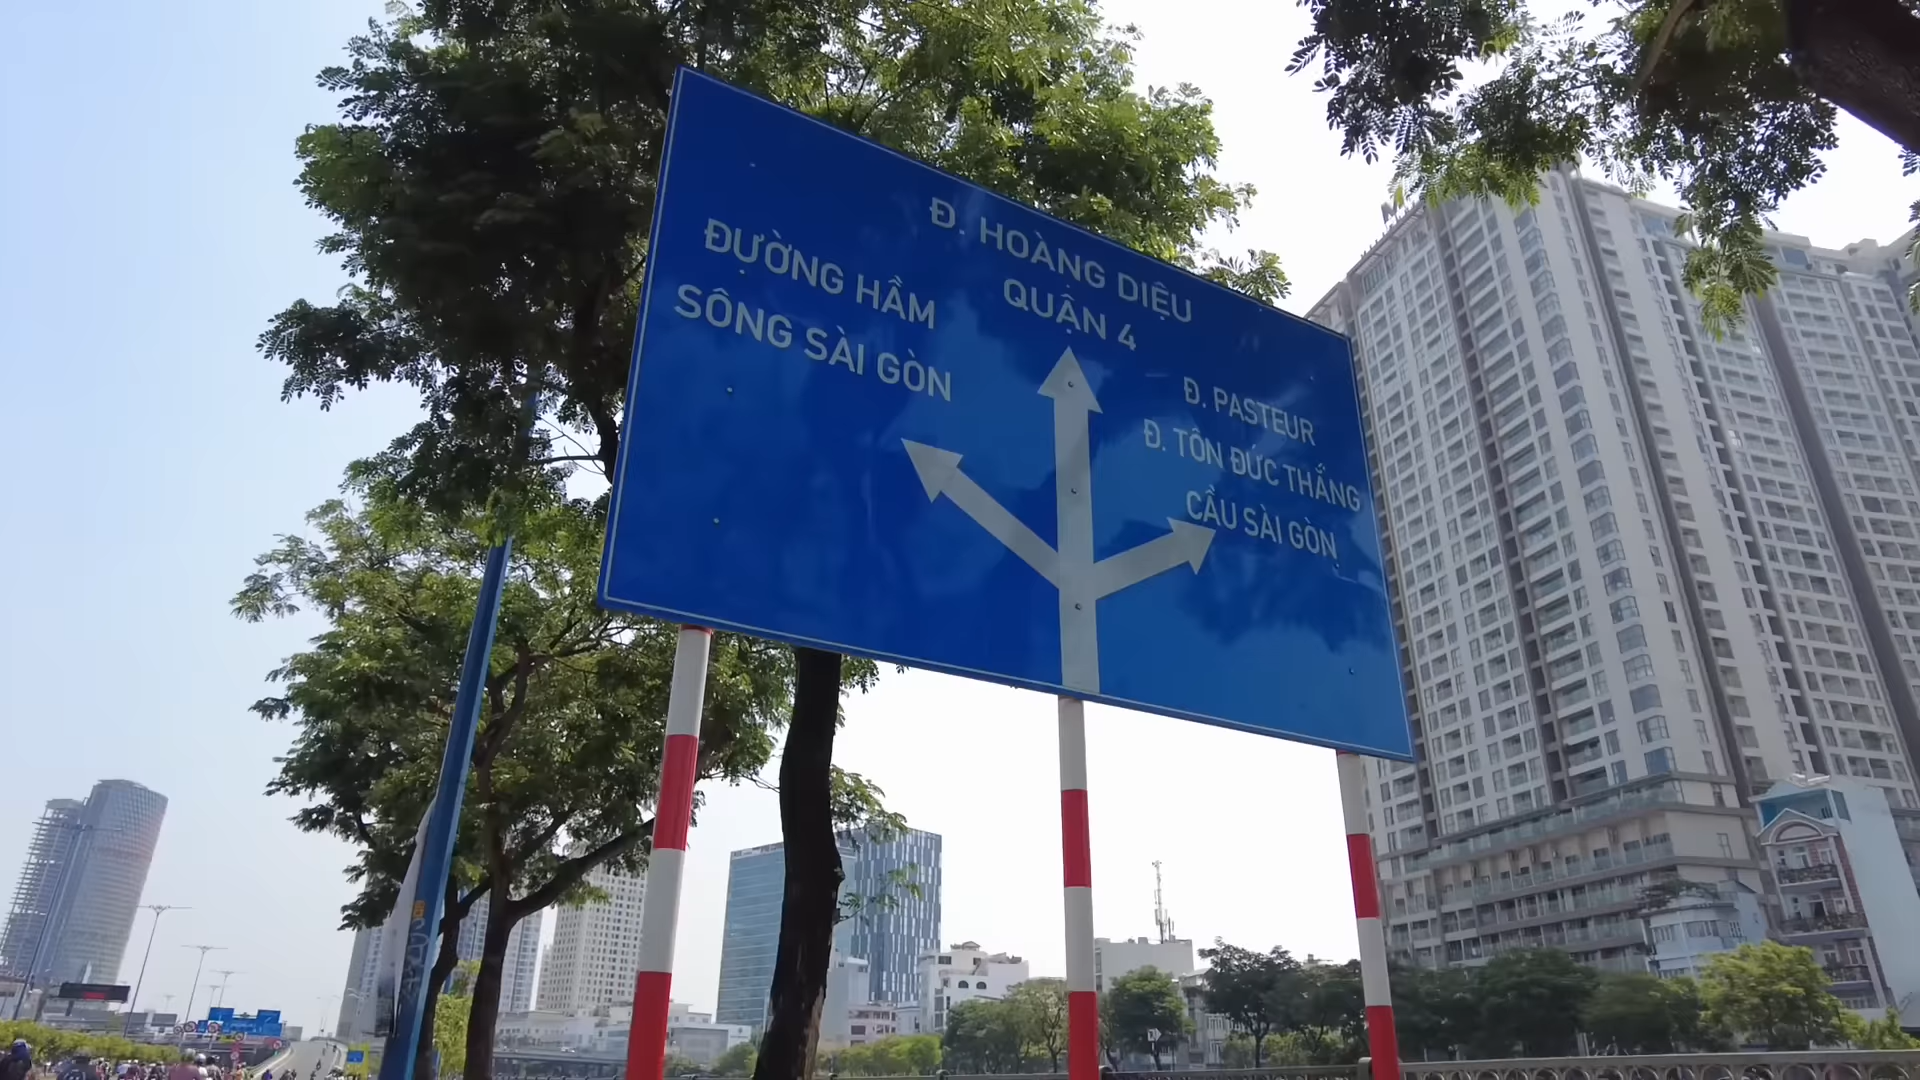 ĐƯỜNG HẦM
SÔNG SÀI GÒN
Đ. HOÀNG DIỆU
QUẬN 4
Đ. PASTEUR
Đ. TÔN ĐỨC THẮNG
CẦU SÀI GÒN